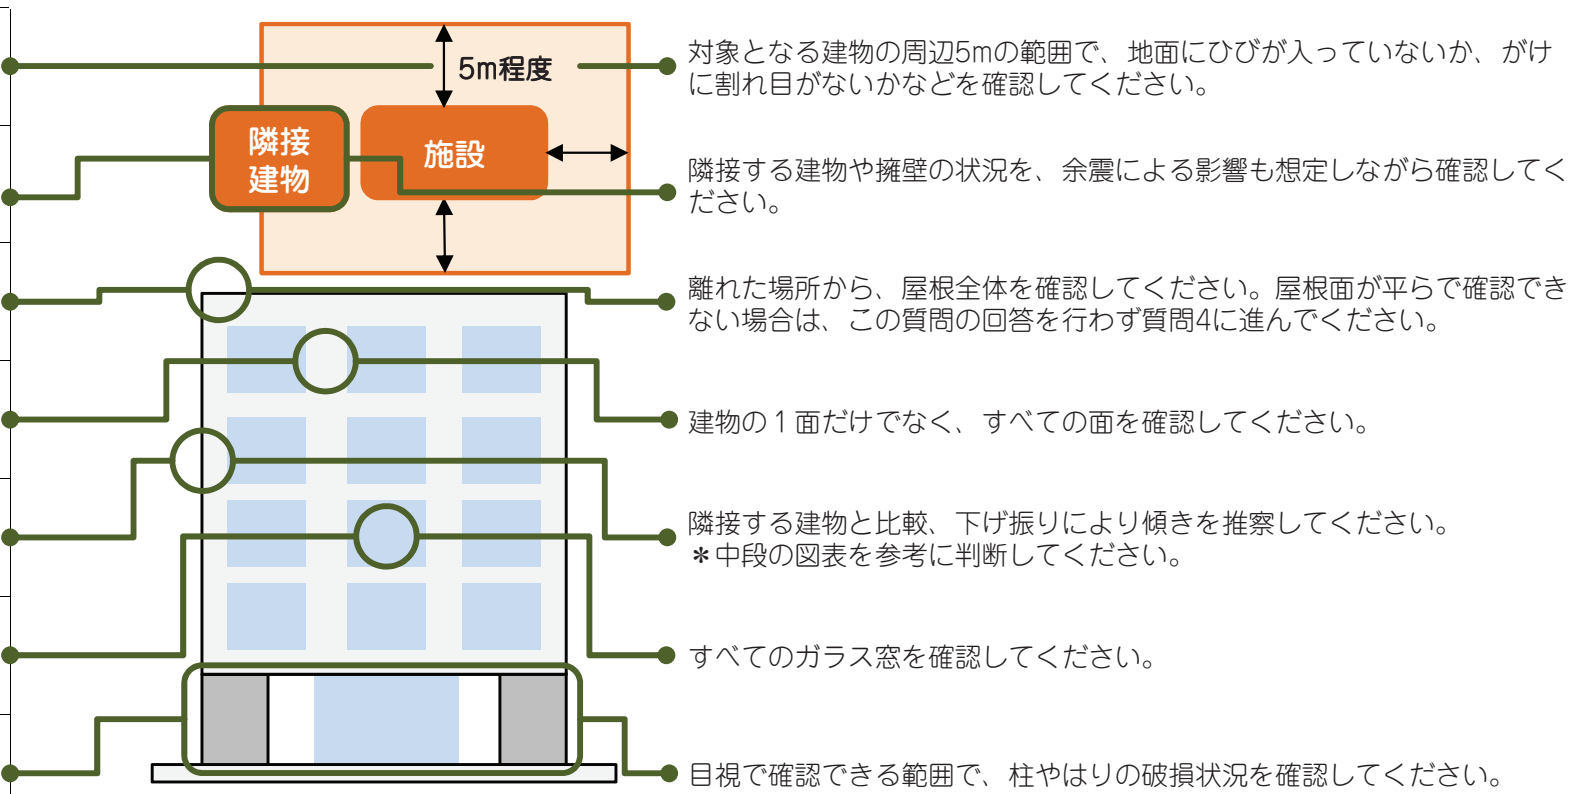 5m程度
隣接
建物
施設
対象となる建物の周辺5mの範囲で、地面にひびが入っていないか、がけ
に割れ目がないかなどを確認してください。
隣接する建物や擁壁の状況を、余震による影響も想定しながら確認してく
ださい。
離れた場所から、屋根全体を確認してください。屋根面が平らで確認でき
ない場合は、この質問の回答を行わず質問4に進んでください。
建物の１面だけでなく、すべての面を確認してください。
隣接する建物と比較、下げ振りにより傾きを推察してください。
＊中段の図表を参考に判断してください。
すべてのガラス窓を確認してください。
目視で確認できる範囲で、柱やはりの破損状況を確認してください。